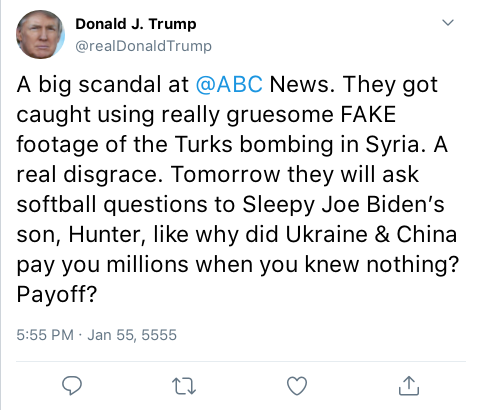 Donald J. Trump
@realDonaldTrump
A big scandal at @ABC News. They got
caught using really gruesome FAKE
footage of the Turks bombing in Syria. A
real disgrace. Tomorrow they will ask
softball questions to Sleepy Joe Biden’s
son, Hunter, like why did Ukraine & China
pay you millions when you knew nothing?
Payoff?
5:55 PM · Jan 55, 5555